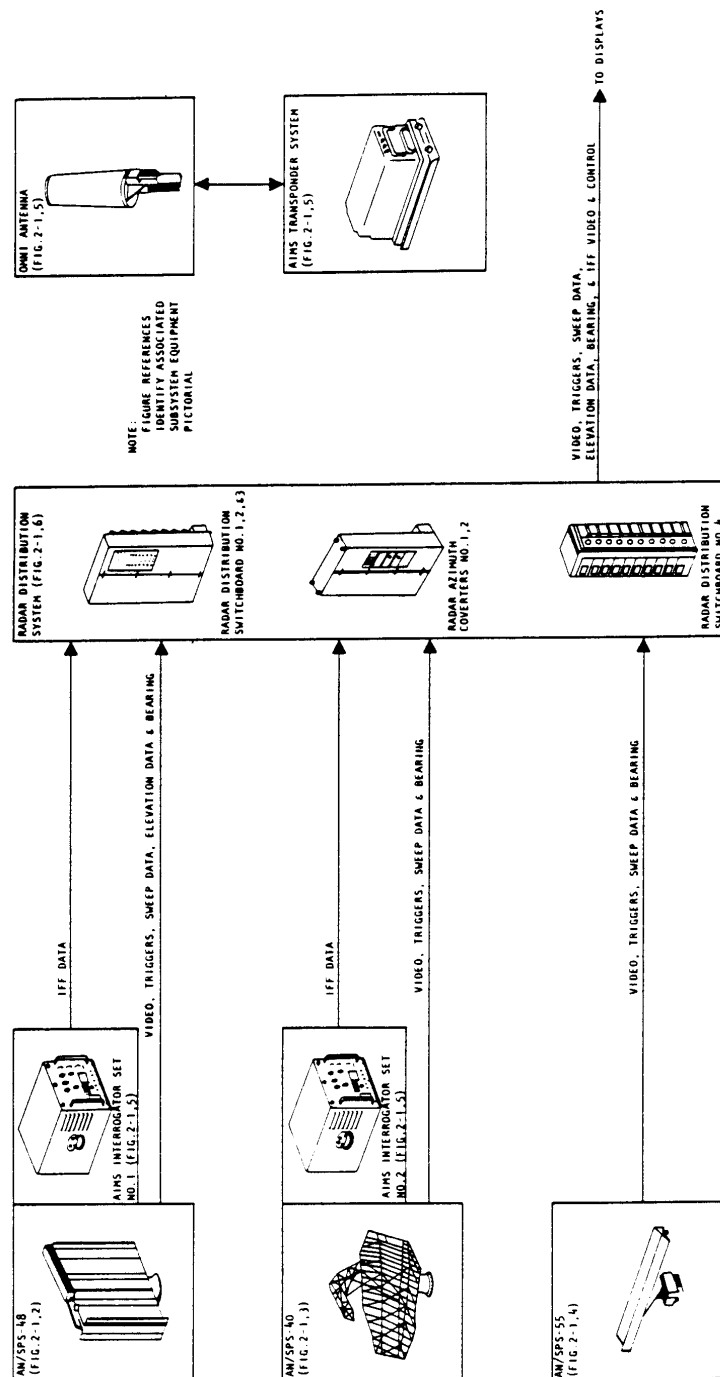 AN/SPS-48
(FIG.2-1,2)
AIMS INTERROGATOR SET
NO.1 (FIG.2-1,5)
IFF DATA
VIDEO, TRIGGERS, SWEEP DATA, ELEVATION DATA & BEARING
AN/SPS-40
(FIG.2-1,3)
AIMS INTERROGATOR SET
NO.2 (FIG.2-1,5)
IFF DATA
VIDEO, TRIGGERS, SWEEP DATA & BEARING
AN/SPS-55
(FIG.2-1,4)
VIDEO, TRIGGERS, SWEEP DATA & BEARING
RADAR DISTRIBUTION
SYSTEM (FIG.2-1,6)
RADAR DISTRIBUTION
SWITCHBOARD NO.1,2,&3
RADAR AZIMUTH
COVERTERS NO.1,2
RADAR DISTRIBUTION
SWITCHBOARD NO.4
NOTE:
FIGURE REFERENCES
IDENTIFY ASSOCIATED
SUBSYSTEM EQUIPMENT
PICTORIAL
OMNI ANTENNA
(FIG.2-1,5)
AIMS TRANSPONDER SYSTEM
(FIG.2-1,5)
VIDEO, TRIGGERS, SWEEP DATA,
ELEVATION DATA, BEARING, & IFF VIDEO & CONTROL
TO DISPLAYS